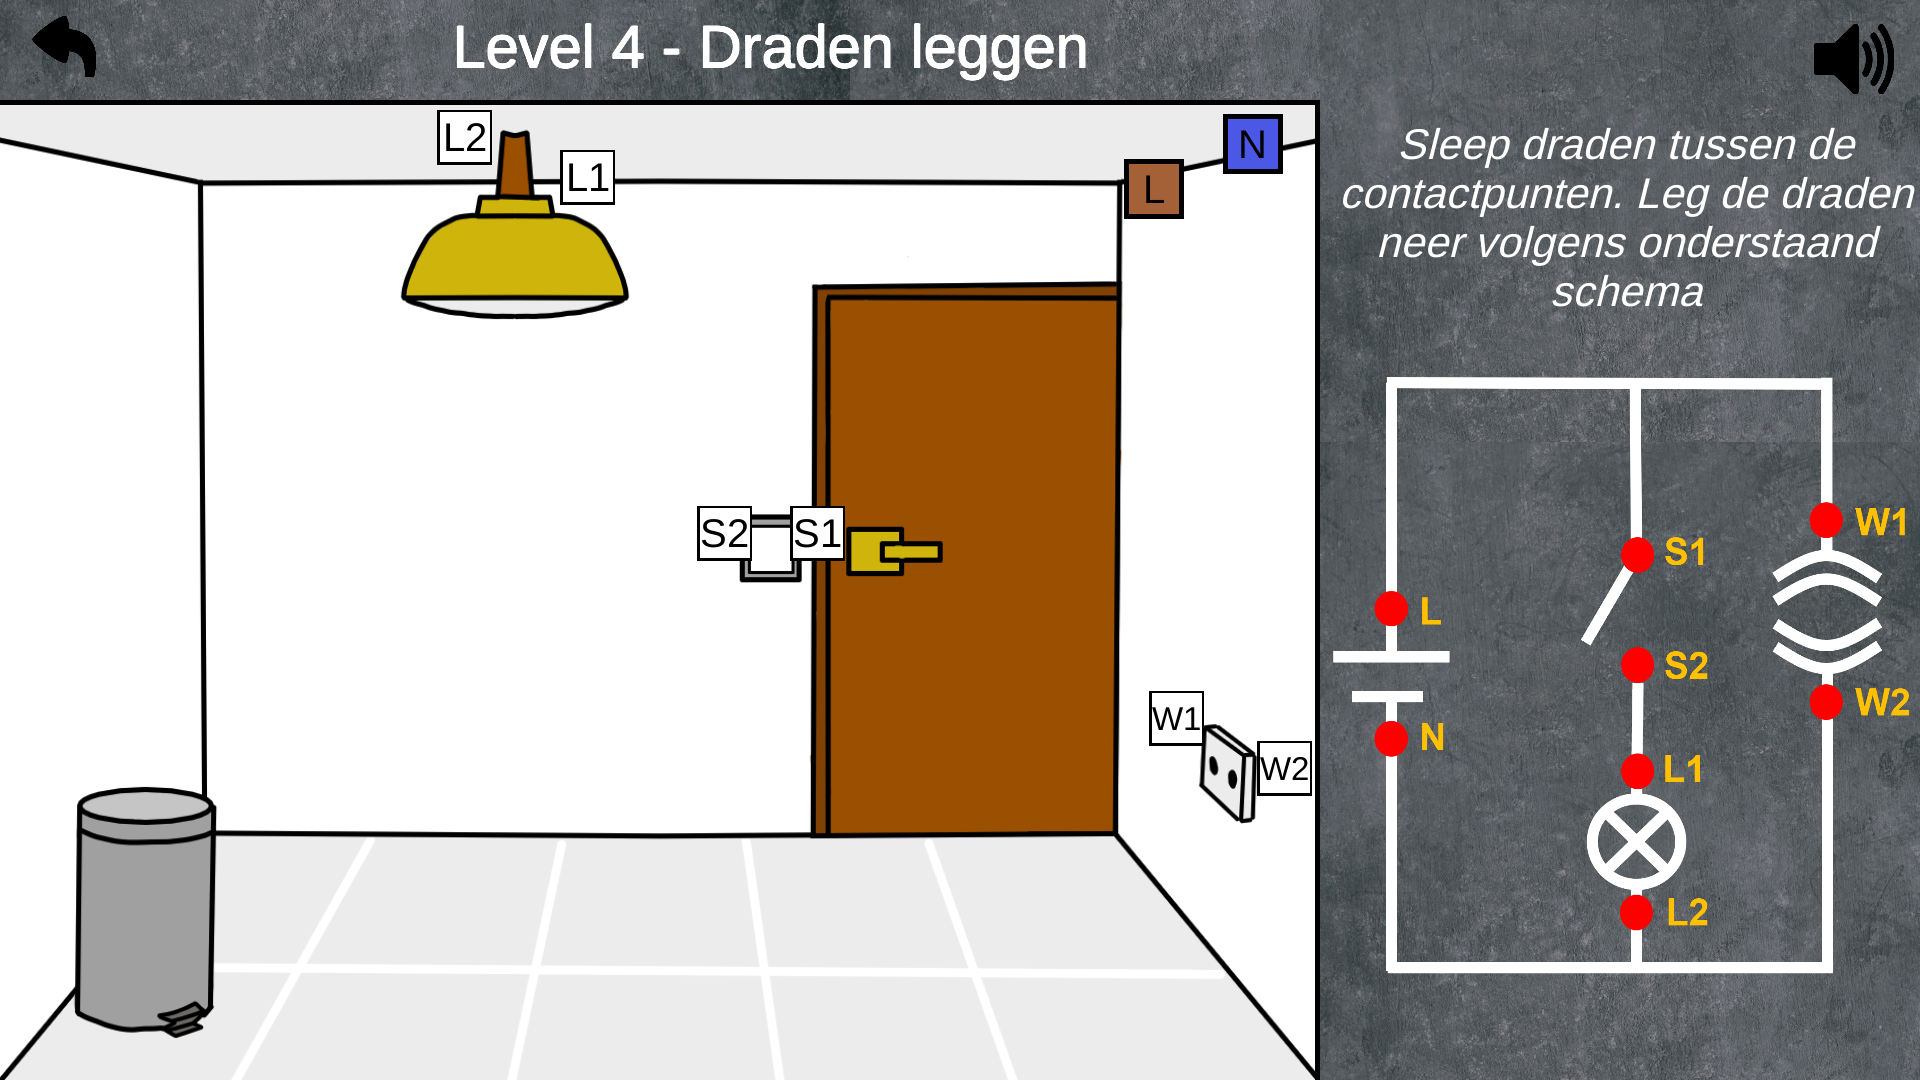 Level 4 - Draden leggen
L2
L1
N
L
S2
S1
W1
W2
Sleep draden tussen de
contactpunten. Leg de draden
neer volgens onderstaand
schema
W1
S1
L
S2
W2
N
L1
L2